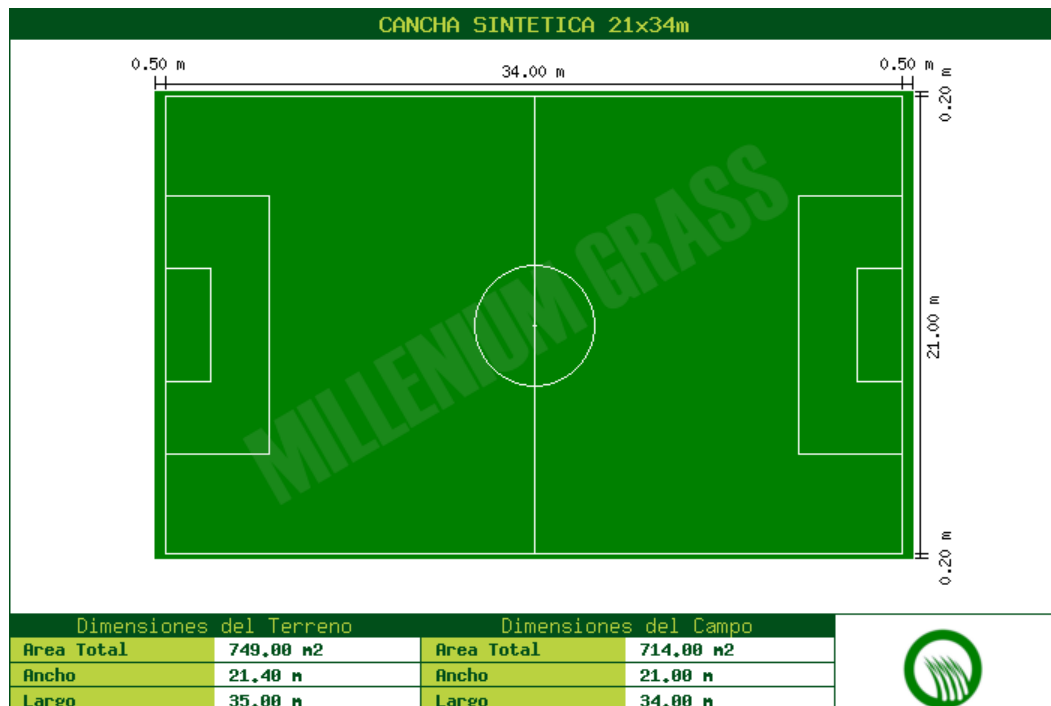 CANCHA SINTETICA 21x34m
0.50 m
34.00 m
0.50 m
0.20 m
MILLENIUM GRASS
21.00 m
0.20 m
Dimensiones del Terreno Dimensiones del Campo
Area Total 749.00 m2 Area Total 714.00 m2
Ancho 21.40 m Ancho 21.00 m
Largo 35.00 m Largo 34.00 m